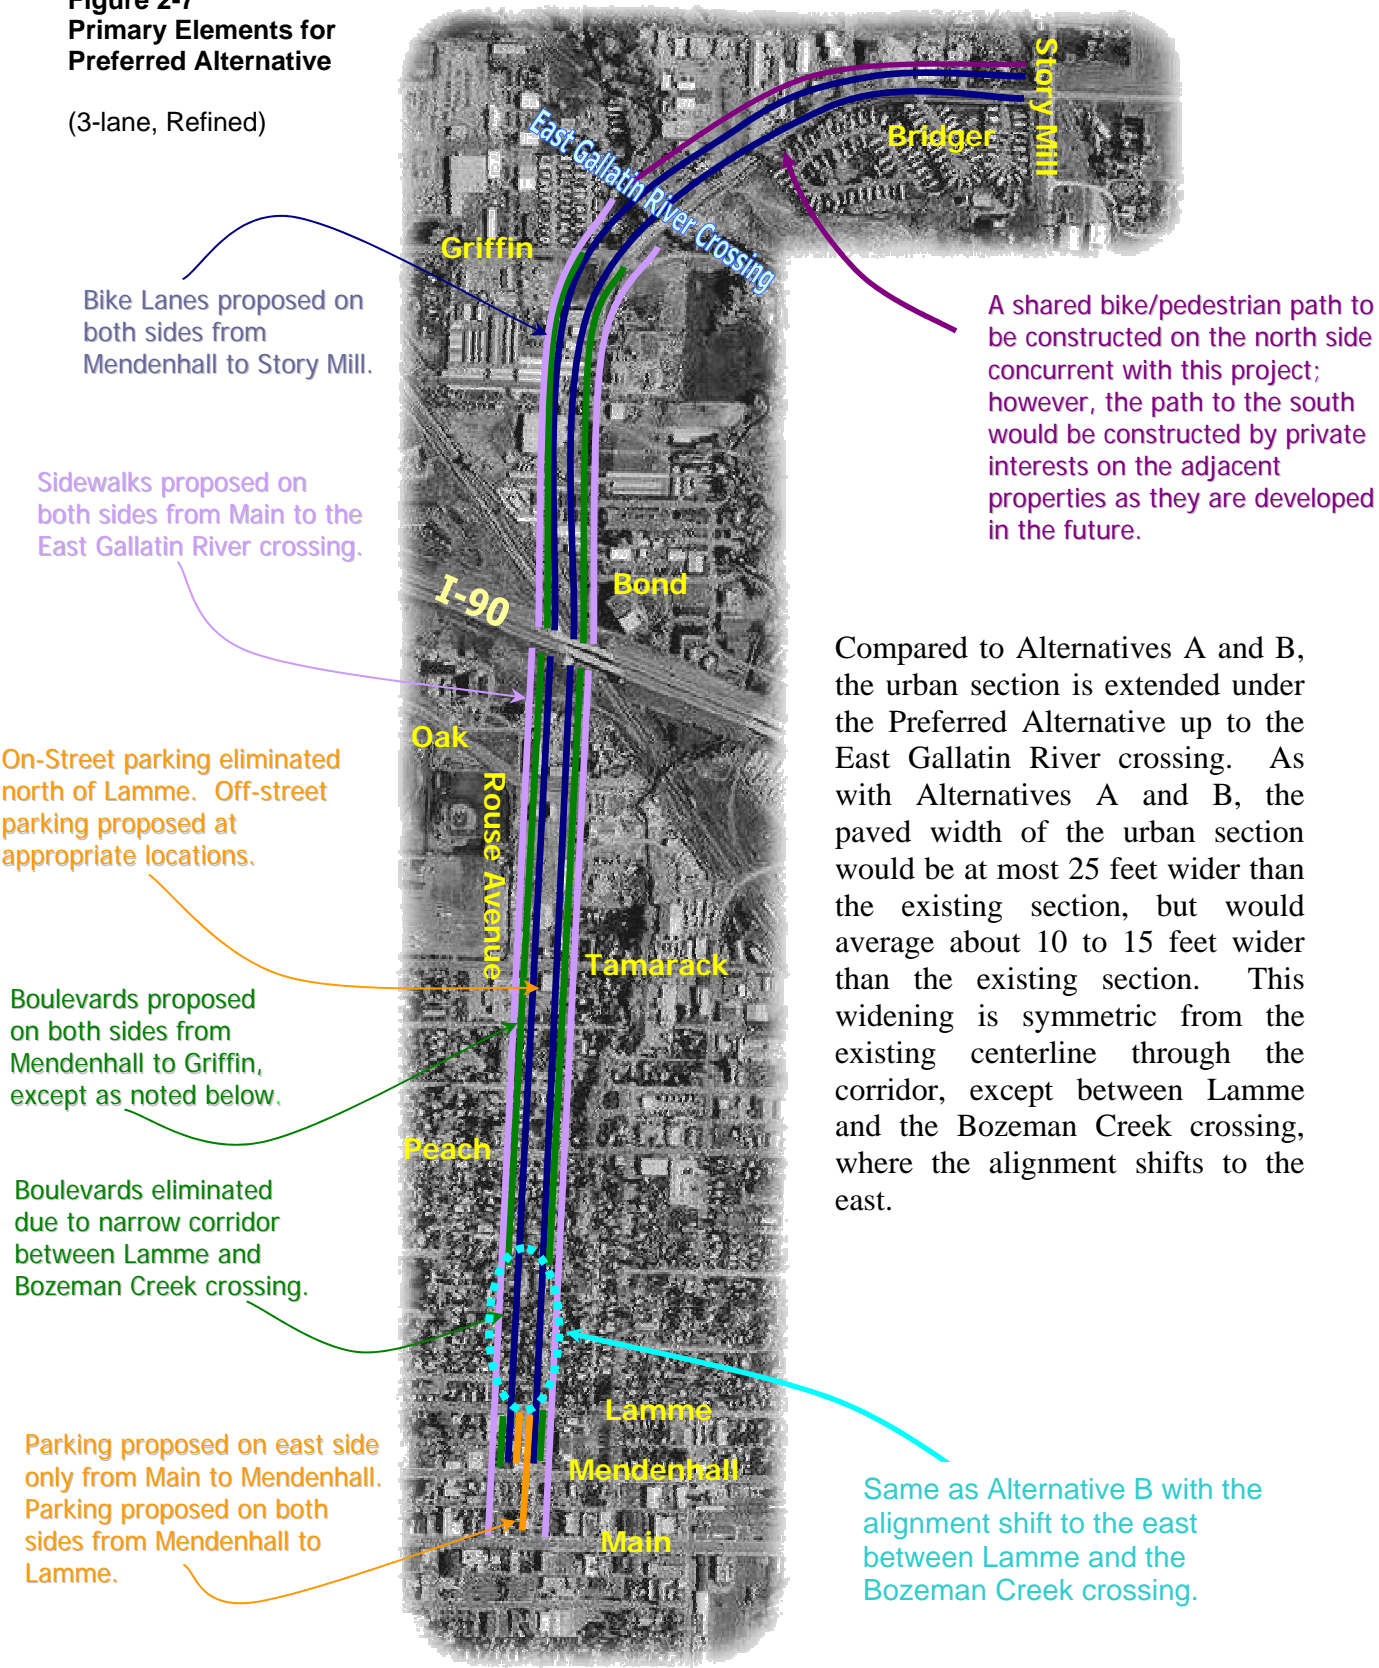 Figure 2-7
Primary Elements for
Preferred Alternative
(3-lane, Refined)
Story Mill
Bridger
East Gallatin River Crossing
Griffin
Bike Lanes proposed on
both sides from
Mendenhall to Story Mill.
A shared bike/pedestrian path to
be constructed on the north side
concurrent with this project;
however, the path to the south
would be constructed by private
interests on the adjacent
properties as they are developed
in the future.
Sidewalks proposed on
both sides from Main to the
East Gallatin River crossing.
I-90
Bond
Compared to Alternatives A and B,
the urban section is extended under
the Preferred Alternative up to the
East Gallatin River crossing. As
with Alternatives A and B, the
paved width of the urban section
would be at most 25 feet wider than
the existing section, but would
average about 10 to 15 feet wider
than the existing section. This
widening is symmetric from the
existing centerline through the
corridor, except between Lamme
and the Bozeman Creek crossing,
where the alignment shifts to the
east.
Oak
On-Street parking eliminated
north of Lamme. Off-street
parking proposed at
appropriate locations.
Rouse Avenue
Tamarack
Boulevards proposed
on both sides from
Mendenhall to Griffin,
except as noted below.
Peach
Boulevards eliminated
due to narrow corridor
between Lamme and
Bozeman Creek crossing.
Lamme
Mendenhall
Main
Parking proposed on east side
only from Main to Mendenhall.
Parking proposed on both
sides from Mendenhall to
Lamme.
Same as Alternative B with the
alignment shift to the east
between Lamme and the
Bozeman Creek crossing.